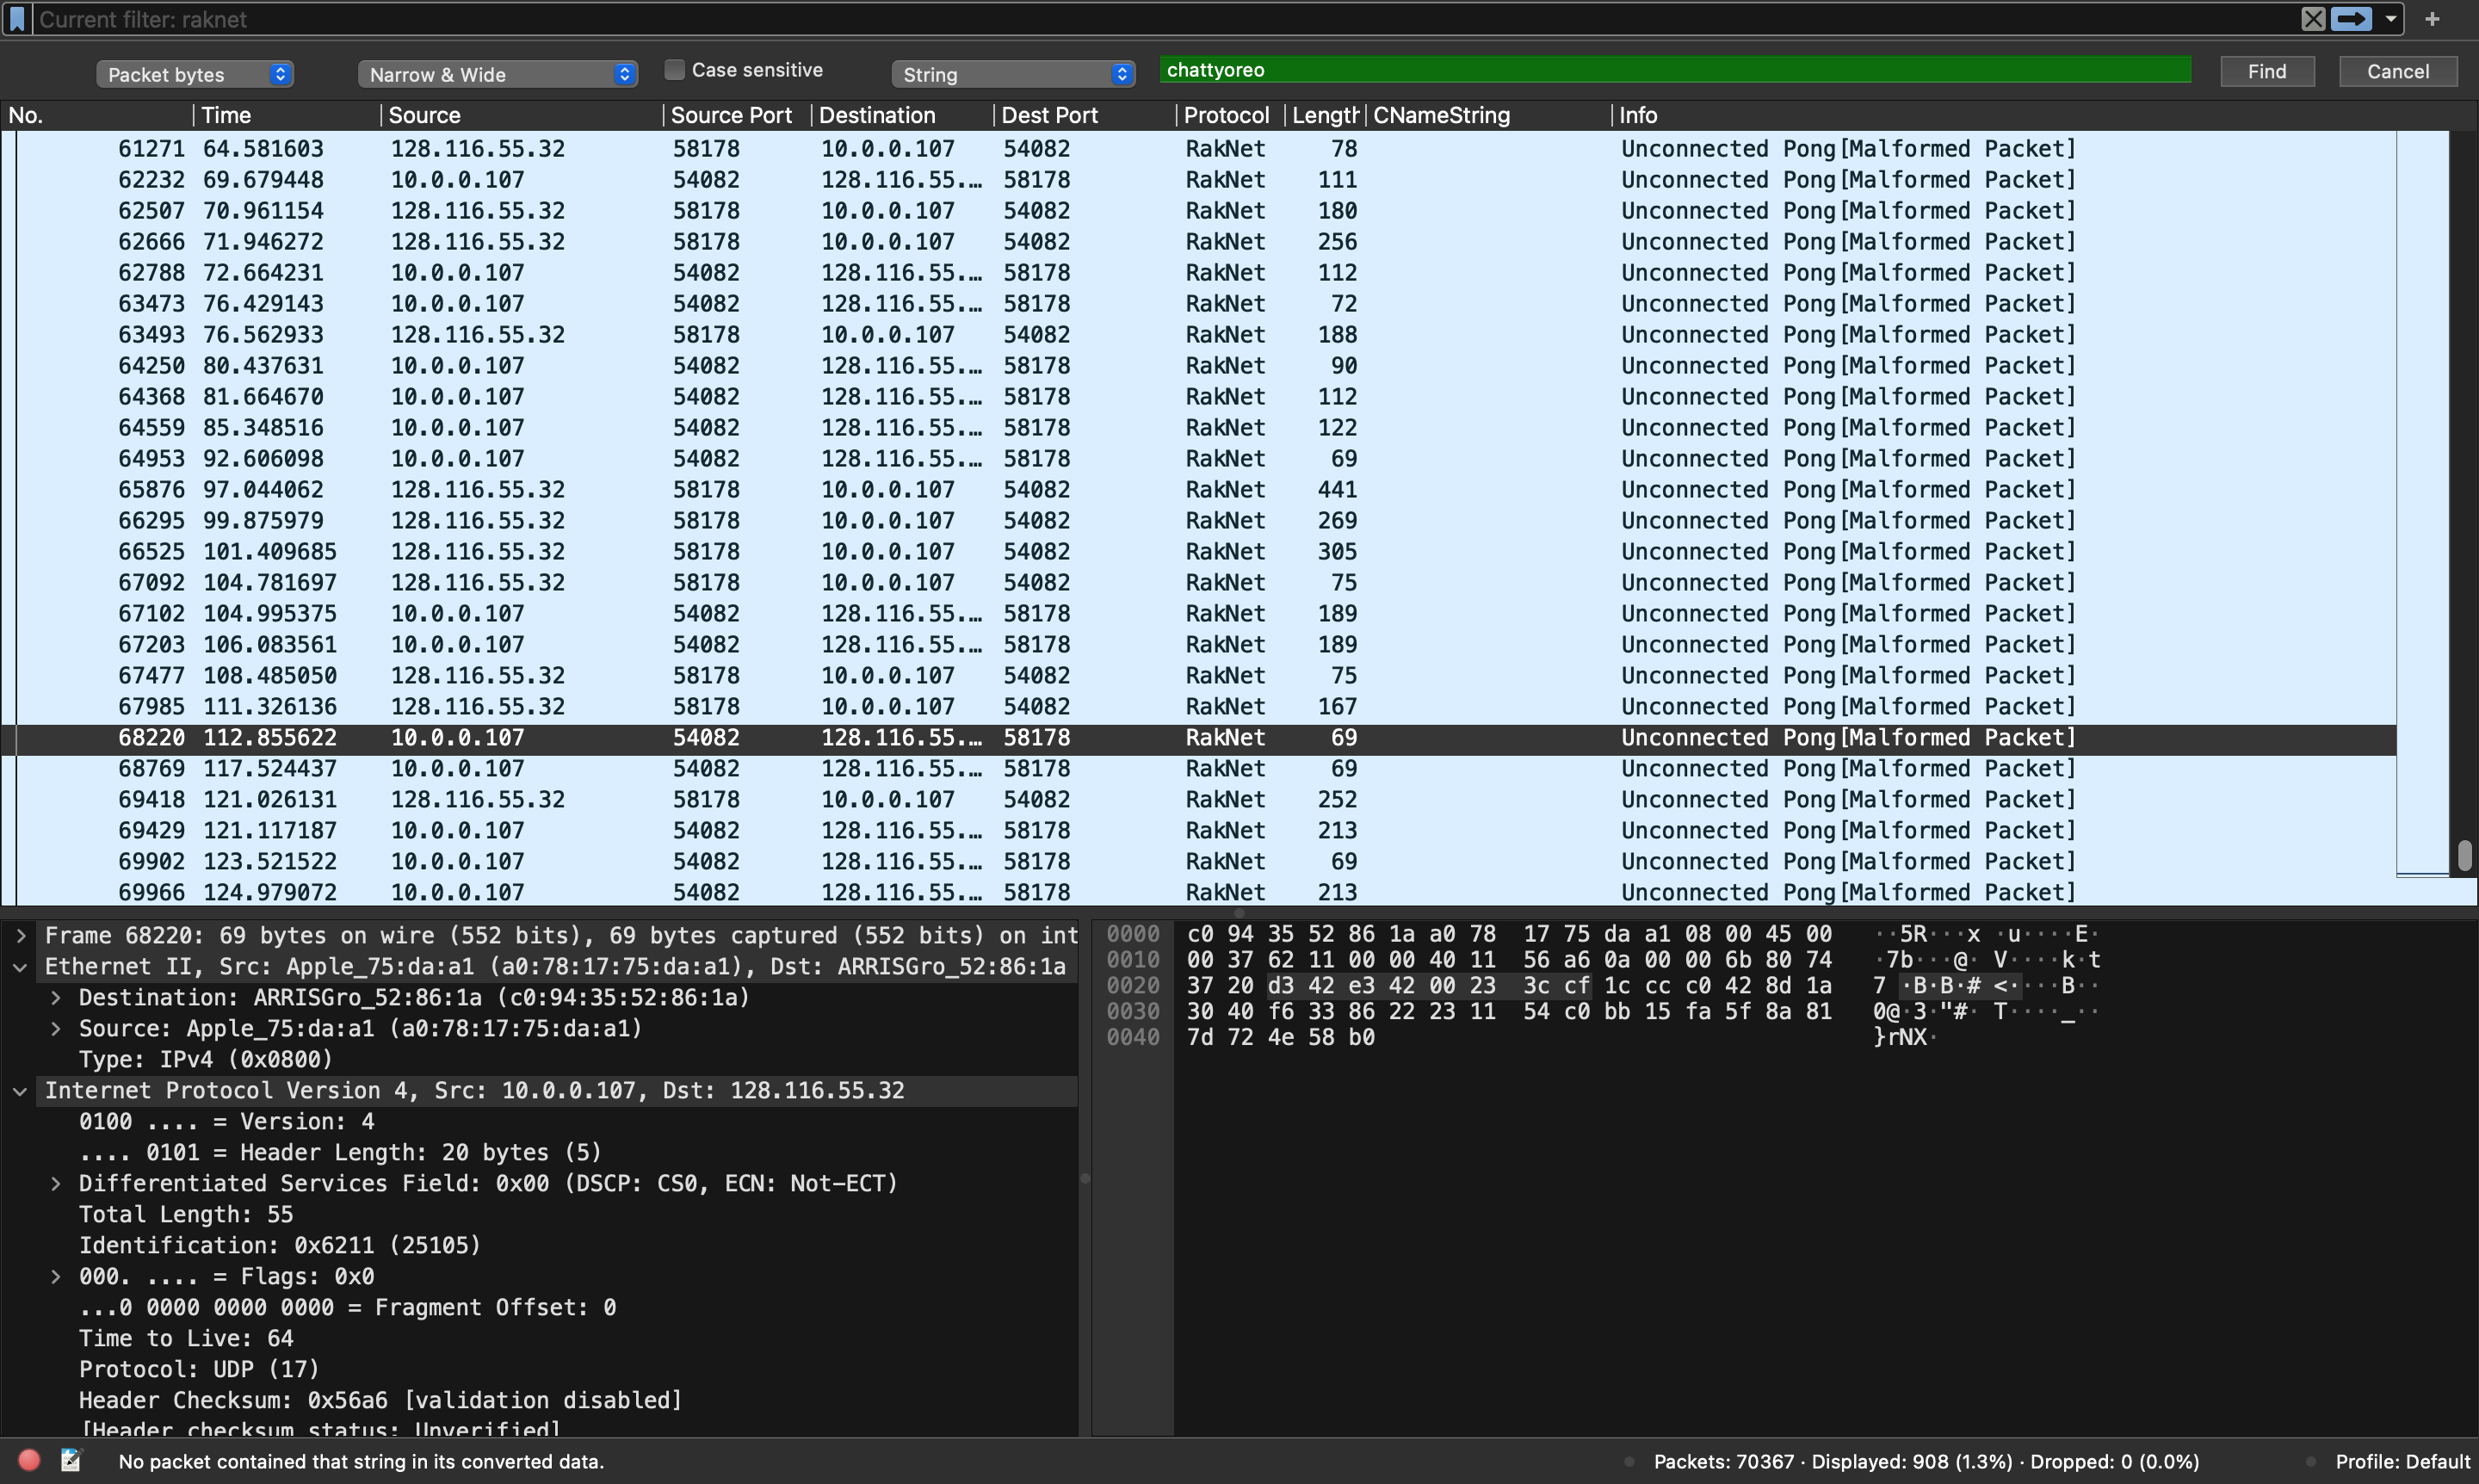 Current filter: raknet
Packet bytes Narrow & Wide Case sensitive String chattyoreo Find Cancel
No. Time Source Source Port Destination Dest Port Protocol Length CNameString Info
61271 64.581603 128.116.55.32 58178 10.0.0.107 54082 RakNet 78 Unconnected Pong[Malformed Packet]
62232 69.679448 10.0.0.107 54082 128.116.55.… 58178 RakNet 111 Unconnected Pong[Malformed Packet]
62507 70.961154 128.116.55.32 58178 10.0.0.107 54082 RakNet 180 Unconnected Pong[Malformed Packet]
62666 71.946272 128.116.55.32 58178 10.0.0.107 54082 RakNet 256 Unconnected Pong[Malformed Packet]
62788 72.664231 10.0.0.107 54082 128.116.55.… 58178 RakNet 112 Unconnected Pong[Malformed Packet]
63473 76.429143 10.0.0.107 54082 128.116.55.… 58178 RakNet 72 Unconnected Pong[Malformed Packet]
63493 76.562933 128.116.55.32 58178 10.0.0.107 54082 RakNet 188 Unconnected Pong[Malformed Packet]
64250 80.437631 10.0.0.107 54082 128.116.55.… 58178 RakNet 90 Unconnected Pong[Malformed Packet]
64368 81.664670 10.0.0.107 54082 128.116.55.… 58178 RakNet 112 Unconnected Pong[Malformed Packet]
64559 85.348516 10.0.0.107 54082 128.116.55.… 58178 RakNet 122 Unconnected Pong[Malformed Packet]
64953 92.606098 10.0.0.107 54082 128.116.55.… 58178 RakNet 69 Unconnected Pong[Malformed Packet]
65876 97.044062 128.116.55.32 58178 10.0.0.107 54082 RakNet 441 Unconnected Pong[Malformed Packet]
66295 99.875979 128.116.55.32 58178 10.0.0.107 54082 RakNet 269 Unconnected Pong[Malformed Packet]
66525 101.409685 128.116.55.32 58178 10.0.0.107 54082 RakNet 305 Unconnected Pong[Malformed Packet]
67092 104.781697 128.116.55.32 58178 10.0.0.107 54082 RakNet 75 Unconnected Pong[Malformed Packet]
67102 104.995375 10.0.0.107 54082 128.116.55.… 58178 RakNet 189 Unconnected Pong[Malformed Packet]
67203 106.083561 10.0.0.107 54082 128.116.55.… 58178 RakNet 189 Unconnected Pong[Malformed Packet]
67477 108.485050 128.116.55.32 58178 10.0.0.107 54082 RakNet 75 Unconnected Pong[Malformed Packet]
67985 111.326136 128.116.55.32 58178 10.0.0.107 54082 RakNet 167 Unconnected Pong[Malformed Packet]
68220 112.855622 10.0.0.107 54082 128.116.55.… 58178 RakNet 69 Unconnected Pong[Malformed Packet]
68769 117.524437 10.0.0.107 54082 128.116.55.… 58178 RakNet 69 Unconnected Pong[Malformed Packet]
69418 121.026131 128.116.55.32 58178 10.0.0.107 54082 RakNet 252 Unconnected Pong[Malformed Packet]
69429 121.117187 10.0.0.107 54082 128.116.55.… 58178 RakNet 213 Unconnected Pong[Malformed Packet]
69902 123.521522 10.0.0.107 54082 128.116.55.… 58178 RakNet 69 Unconnected Pong[Malformed Packet]
69966 124.979072 10.0.0.107 54082 128.116.55.… 58178 RakNet 213 Unconnected Pong[Malformed Packet]
Frame 68220: 69 bytes on wire (552 bits), 69 bytes captured (552 bits) on int
Ethernet II, Src: Apple_75:da:a1 (a0:78:17:75:da:a1), Dst: ARRISGro_52:86:1a
Destination: ARRISGro_52:86:1a (c0:94:35:52:86:1a)
Source: Apple_75:da:a1 (a0:78:17:75:da:a1)
Type: IPv4 (0x0800)
Internet Protocol Version 4, Src: 10.0.0.107, Dst: 128.116.55.32
0100 .... = Version: 4
.... 0101 = Header Length: 20 bytes (5)
Differentiated Services Field: 0x00 (DSCP: CS0, ECN: Not-ECT)
Total Length: 55
Identification: 0x6211 (25105)
000. .... = Flags: 0x0
...0 0000 0000 0000 = Fragment Offset: 0
Time to Live: 64
Protocol: UDP (17)
Header Checksum: 0x56a6 [validation disabled]
[Header checksum status: Unverified]
0000 c0 94 35 52 86 1a a0 78 17 75 da a1 08 00 45 00 ··5R···x ·u····E·
0010 00 37 62 11 00 00 40 11 56 a6 0a 00 00 6b 80 74 ·7b···@· V····k·t
0020 37 20 d3 42 e3 42 00 23 3c cf 1c cc c0 42 8d 1a 7 ·B·B·# <····B··
0030 30 40 f6 33 86 22 23 11 54 c0 bb 15 fa 5f 8a 81 0@·3·"#· T····_··
0040 7d 72 4e 58 b0 }rNX·
No packet contained that string in its converted data.
Packets: 70367 · Displayed: 908 (1.3%) · Dropped: 0 (0.0%)
Profile: Default